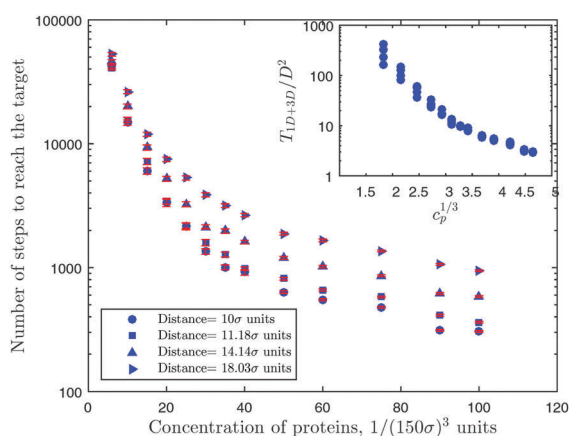 100000
10000
1000
100
0
20
40
60
80
100
120
Number of steps to reach the target
Concentration of proteins, 1/(150σ)³ units
Distance= 10σ units
Distance= 11.18σ units
Distance= 14.14σ units
Distance= 18.03σ units
1000
100
10
1
1.5
2
2.5
3
3.5
4
4.5
5
T₁D₊₃D/D²
cₚ^1/3